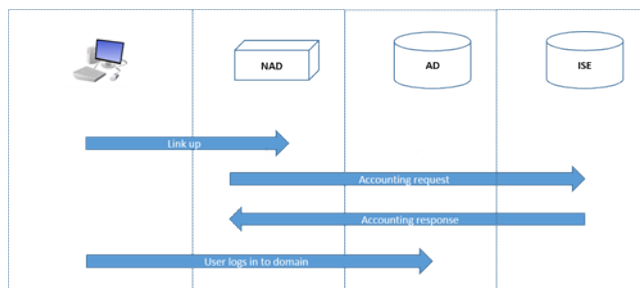 NAD
AD
ISE
Link up
Accounting request
Accounting response
User logs in to domain